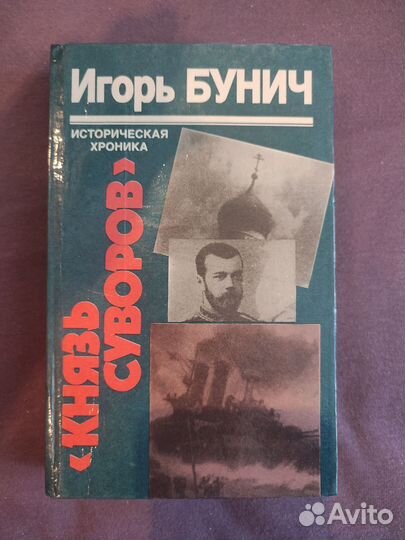 Игорь БУНИЧ
ИСТОРИЧЕСКАЯ
ХРОНИКА
«КНЯЗЬ
СУВОРОВ»
Avito